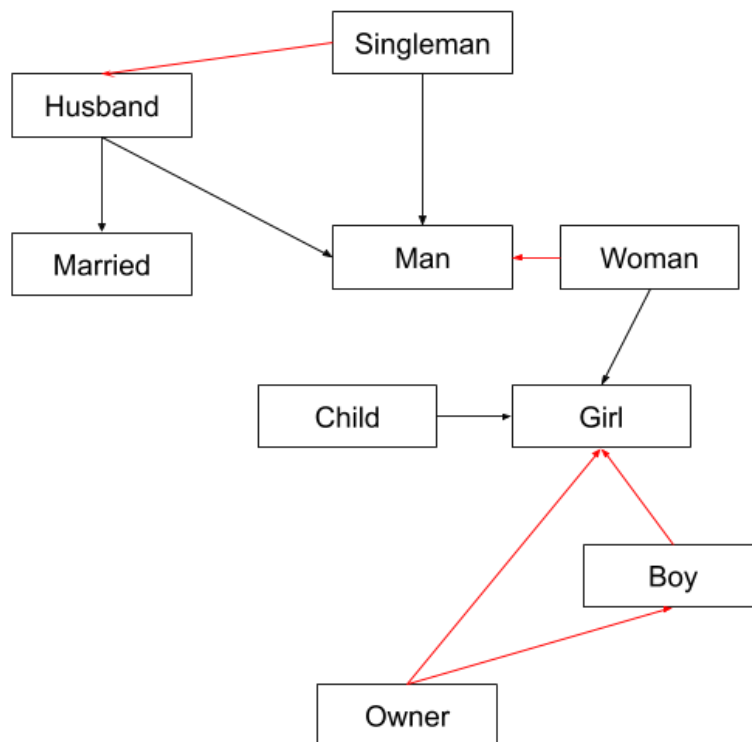 Singleman
Husband
Married
Man
Woman
Child
Girl
Boy
Owner